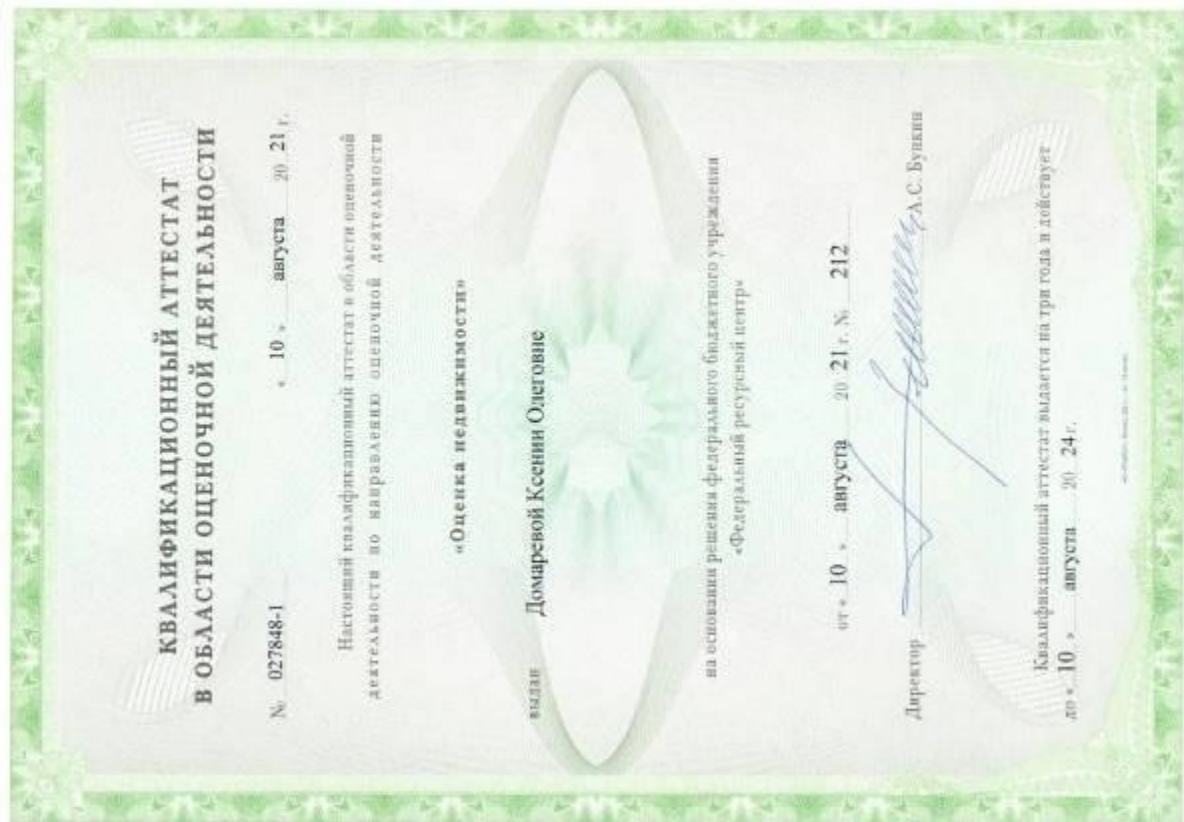 КВАЛИФИКАЦИОННЫЙ АТТЕСТАТ
В ОБЛАСТИ ОЦЕНОЧНОЙ ДЕЯТЕЛЬНОСТИ
№ 027848-1 « 10 » августа 20 21 г.
Настоящий квалификационный аттестат в области оценочной
деятельности по направлению оценочной деятельности
«Оценка недвижимости»
выдан Домаревой Ксении Олеговне
на основании решения федерального бюджетного учреждения
«Федеральный ресурсный центр»
от « 10 » августа 20 21 г. № 212
Директор А.С. Бункин
Квалификационный аттестат выдается на три года и действует
до « 10 » августа 20 24 г.